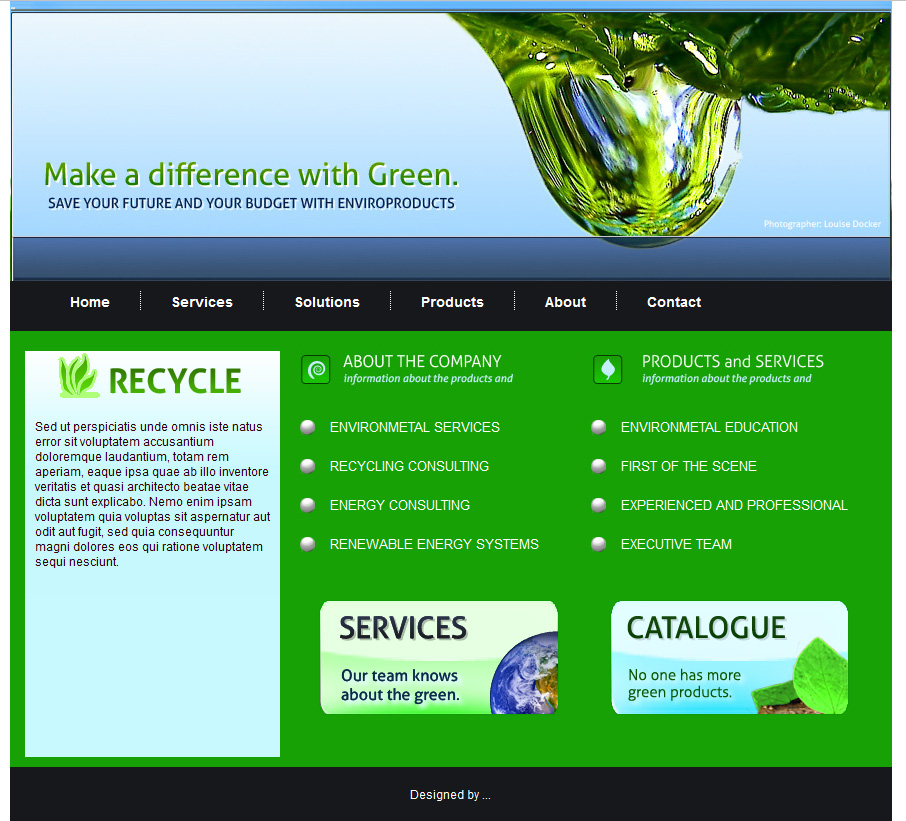 Make a difference with Green.
SAVE YOUR FUTURE AND YOUR BUDGET WITH ENVIROPRODUCTS
Photographer: Louise Docker
Home
Services
Solutions
Products
About
Contact
RECYCLE
Sed ut perspiciatis unde omnis iste natus
error sit voluptatem accusantium
doloremque laudantium, totam rem
aperiam, eaque ipsa quae ab illo inventore
veritatis et quasi architecto beatae vitae
dicta sunt explicabo. Nemo enim ipsam
voluptatem quia voluptas sit aspernatur aut
odit aut fugit, sed quia consequuntur
magni dolores eos qui ratione voluptatem
sequi nesciunt.
ABOUT THE COMPANY
information about the products and
ENVIRONMETAL SERVICES
RECYCLING CONSULTING
ENERGY CONSULTING
RENEWABLE ENERGY SYSTEMS
SERVICES
Our team knows
about the green.
PRODUCTS and SERVICES
information about the products and
ENVIRONMETAL EDUCATION
FIRST OF THE SCENE
EXPERIENCED AND PROFESSIONAL
EXECUTIVE TEAM
CATALOGUE
No one has more
green products.
Designed by ...